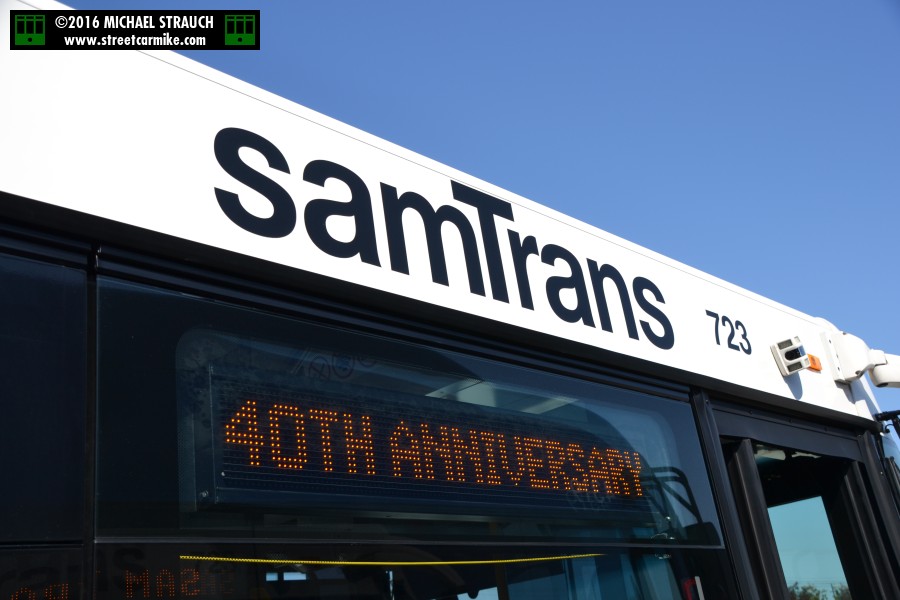 ©2016 MICHAEL STRAUCH
www.streetcarmike.com
samTrans 723
40TH ANNIVERSARY